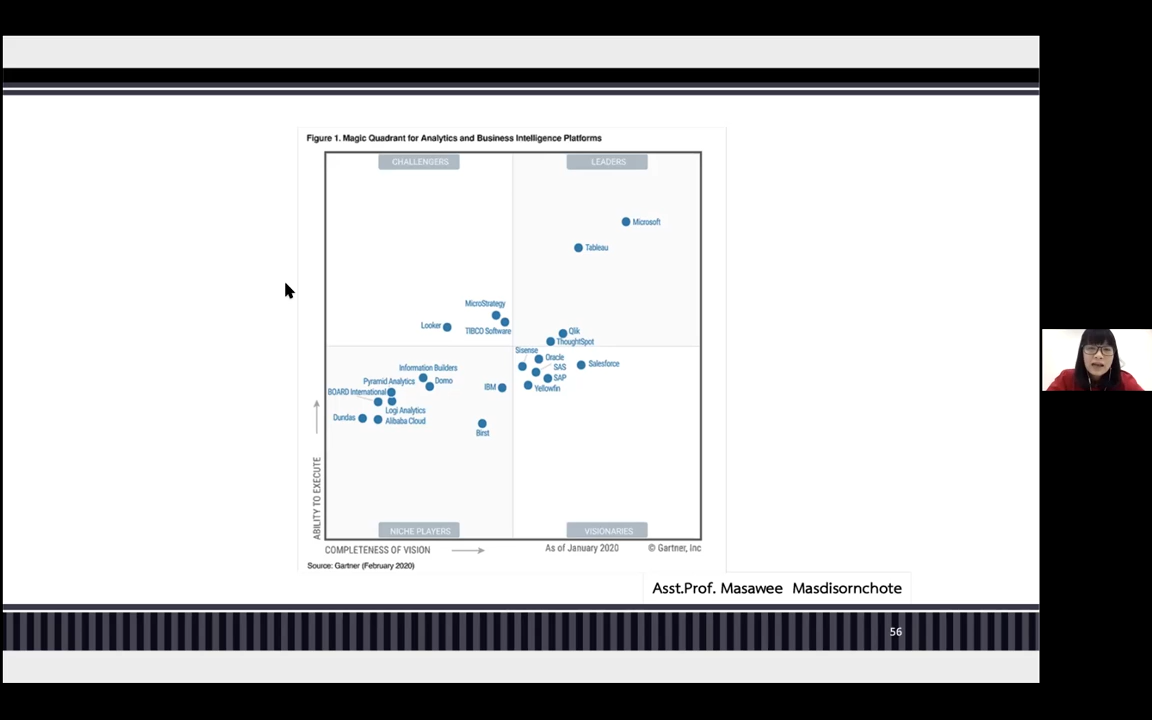 Figure 1. Magic Quadrant for Analytics and Business Intelligence Platforms
CHALLENGERS
LEADERS
Microsoft
Tableau
MicroStrategy
Looker
TIBCO Software
Qlik
ThoughtSpot
Sisense
Oracle
Salesforce
SAS
SAP
Yellowfin
Information Builders
Pyramid Analytics
Domo
IBM
BOARD International
Logi Analytics
Dundas
Alibaba Cloud
Birst
ABILITY TO EXECUTE
NICHE PLAYERS
VISIONARIES
COMPLETENESS OF VISION
As of January 2020
© Gartner, Inc
Source: Gartner (February 2020)
Asst.Prof. Masawee Masdisornchote
56